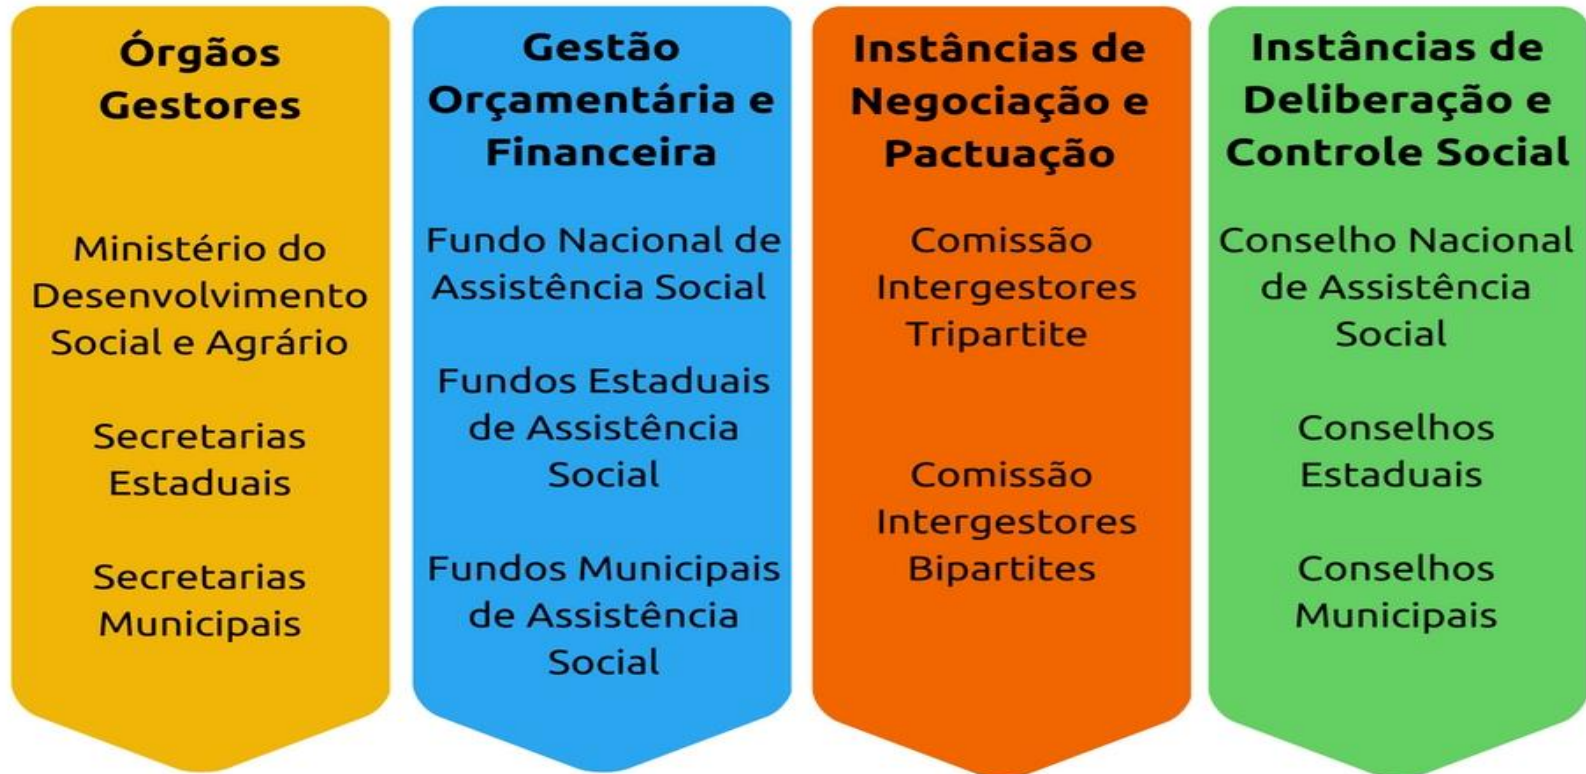 Órgãos
Gestores
Ministério do
Desenvolvimento
Social e Agrário
Secretarias
Estaduais
Secretarias
Municipais
Gestão
Orçamentária e
Financeira
Fundo Nacional de
Assistência Social
Fundos Estaduais
de Assistência
Social
Fundos Municipais
de Assistência
Social
Instâncias de
Negociação e
Pactuação
Comissão
Intergestores
Tripartite
Comissão
Intergestores
Bipartites
Instâncias de
Deliberação e
Controle Social
Conselho Nacional
de Assistência
Social
Conselhos
Estaduais
Conselhos
Municipais